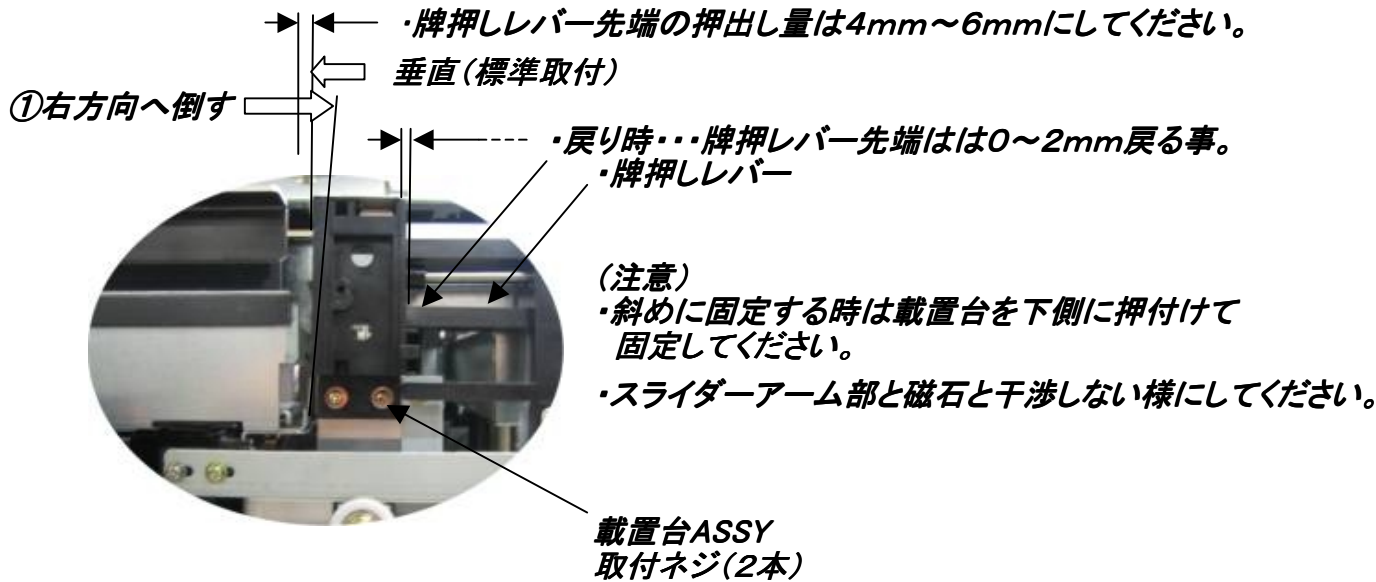 ・牌押しレバー先端の押出し量は4mm～6mmにしてください。
垂直（標準取付）
①右方向へ倒す
・戻り時・・・牌押レバー先端はは0～2mm戻る事。
・牌押しレバー
（注意）
・斜めに固定する時は載置台を下側に押付けて
固定してください。
・スライダーアーム部と磁石と干渉しない様にしてください。
載置台ASSY
取付ネジ（2本）